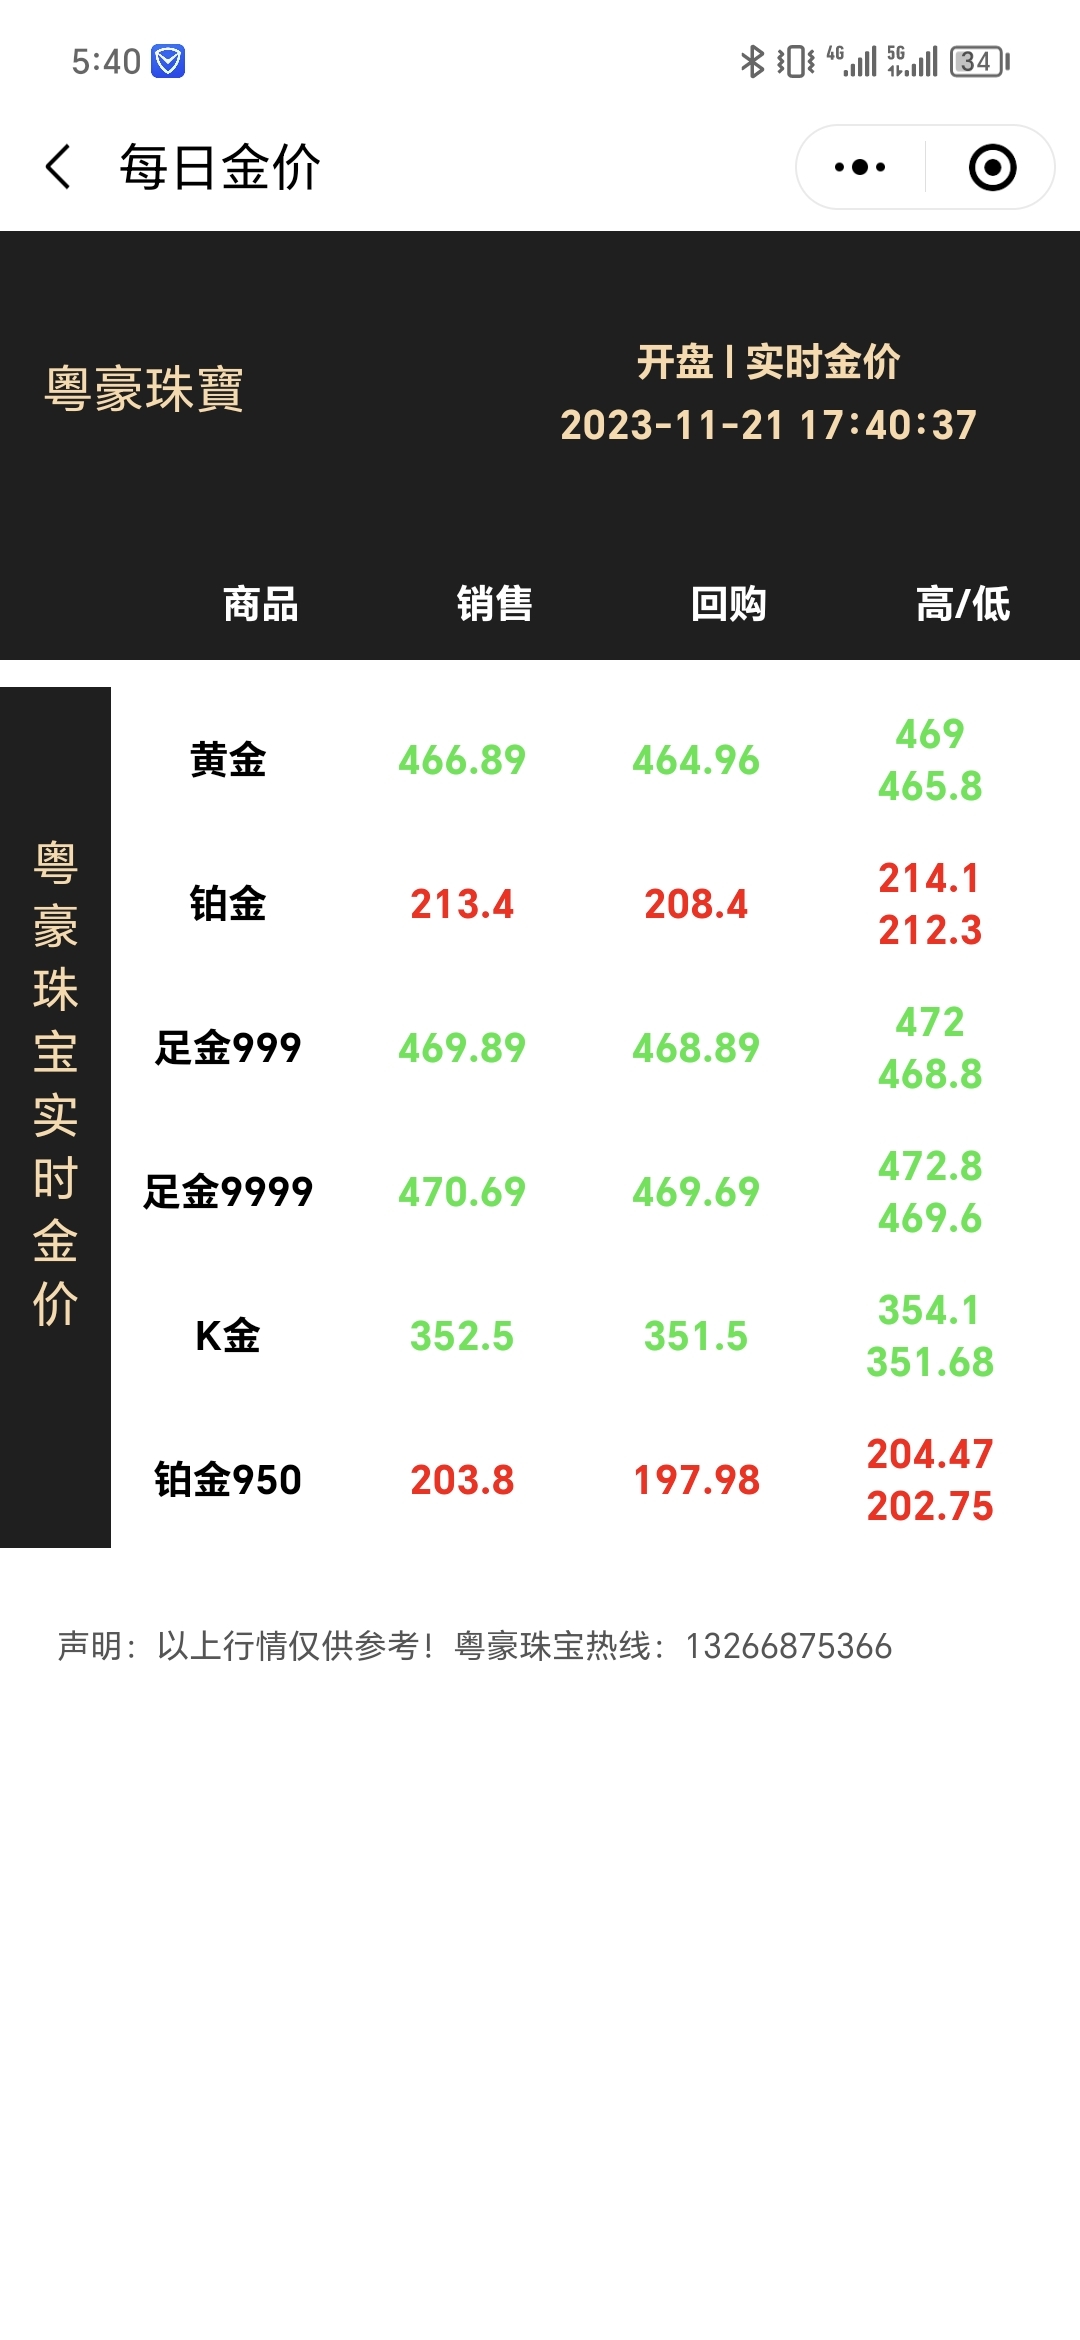 5:40
4G 5G 34
每日金价
粤豪珠寶
开盘 | 实时金价
2023-11-21 17:40:37
商品 销售 回购 高/低
粤豪珠宝实时金价
黄金 466.89 464.96 469
465.8
铂金 213.4 208.4 214.1
212.3
足金999 469.89 468.89 472
468.8
足金9999 470.69 469.69 472.8
469.6
K金 352.5 351.5 354.1
351.68
铂金950 203.8 197.98 204.47
202.75
声明：以上行情仅供参考！粤豪珠宝热线：13266875366